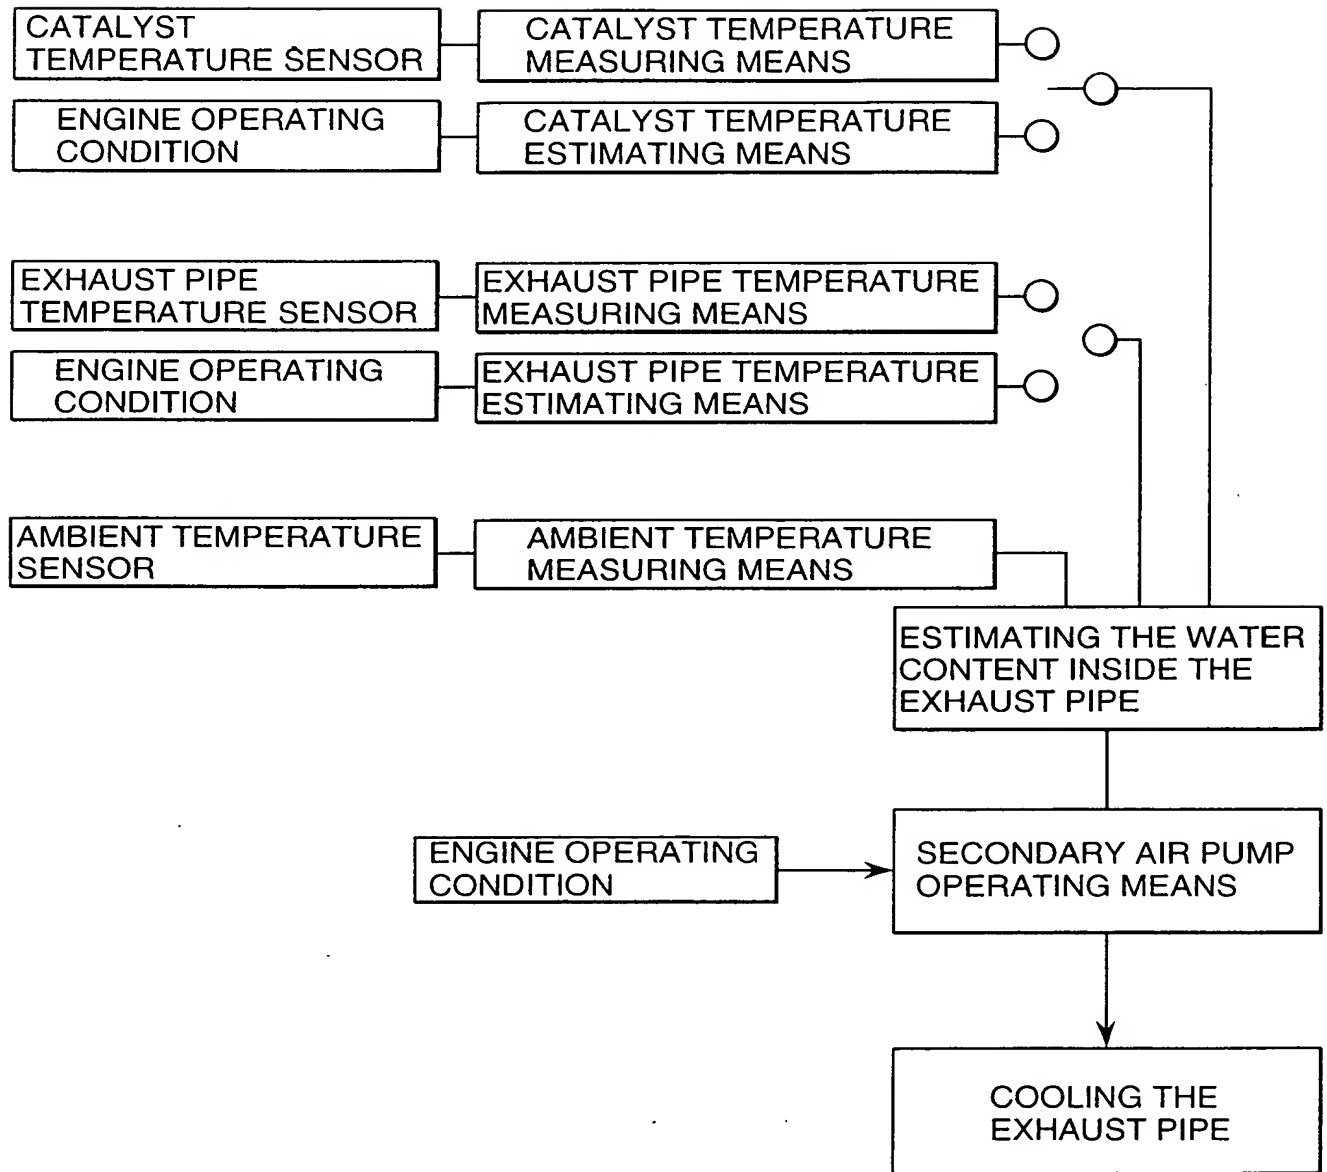 CATALYST
TEMPERATURE SENSOR
CATALYST TEMPERATURE
MEASURING MEANS
ENGINE OPERATING
CONDITION
CATALYST TEMPERATURE
ESTIMATING MEANS
EXHAUST PIPE
TEMPERATURE SENSOR
EXHAUST PIPE TEMPERATURE
MEASURING MEANS
ENGINE OPERATING
CONDITION
EXHAUST PIPE TEMPERATURE
ESTIMATING MEANS
AMBIENT TEMPERATURE
SENSOR
AMBIENT TEMPERATURE
MEASURING MEANS
ESTIMATING THE WATER
CONTENT INSIDE THE
EXHAUST PIPE
ENGINE OPERATING
CONDITION
SECONDARY AIR PUMP
OPERATING MEANS
COOLING THE
EXHAUST PIPE